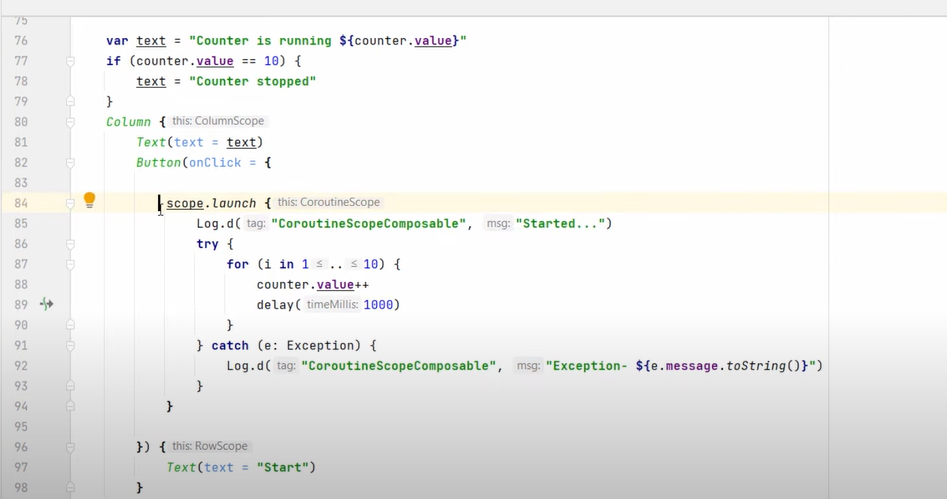 75
76 var text = "Counter is running ${counter.value}"
77 if (counter.value == 10) {
78 text = "Counter stopped"
79 }
80 Column { this: ColumnScope
81 Text(text = text)
82 Button(onClick = {
83
84 scope.launch { this: CoroutineScope
85 Log.d( tag: "CoroutineScopeComposable", msg: "Started...")
86 try {
87 for (i in 1 ≤ .. ≤ 10) {
88 counter.value++
89 delay( timeMillis: 1000)
90 }
91 } catch (e: Exception) {
92 Log.d( tag: "CoroutineScopeComposable", msg: "Exception- ${e.message.toString()}")
93 }
94 }
95
96 }) { this: RowScope
97 Text(text = "Start")
98 }